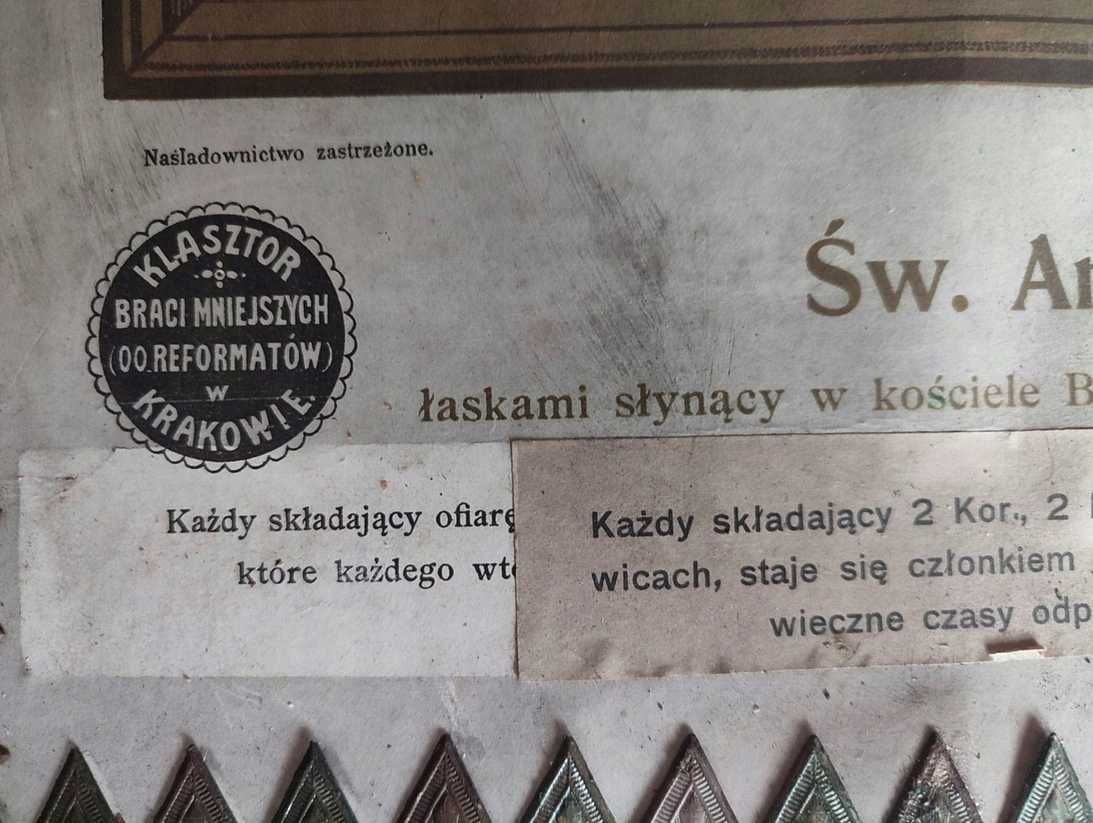 Naśladownictwo zastrzeżone.
KLASZTOR
BRACI MNIEJSZYCH
(OO.REFORMATÓW)
W
KRAKOWIE.
Św.
łaskami słynący w kościele
Każdy składający ofiarę
które każdego
Każdy składający 2 Kor., 2
wicach, staje się członkiem
wieczne czasy